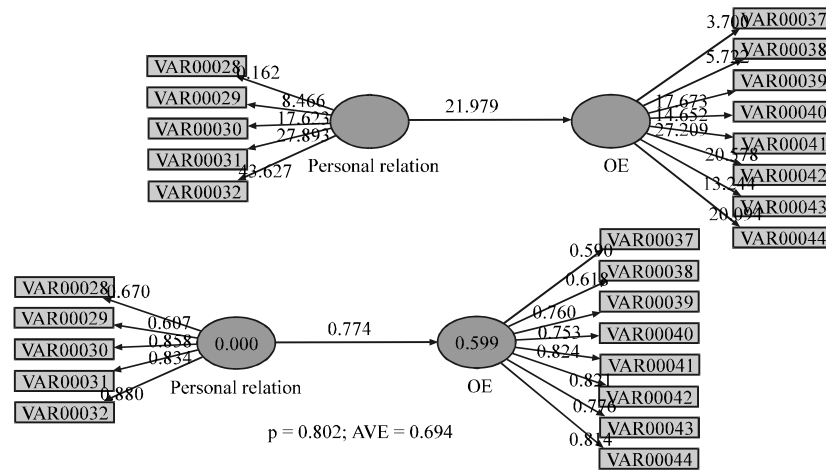 VAR00028
0.162
VAR00029
8.466
VAR00030
17.623
VAR00031
27.893
VAR00032
43.627
Personal relation
21.979
OE
3.700
VAR00037
5.722
VAR00038
17.673
VAR00039
14.652
VAR00040
27.209
VAR00041
20.578
VAR00042
13.244
VAR00043
20.094
VAR00044
VAR00028
0.670
VAR00029
0.607
VAR00030
0.858
VAR00031
0.834
VAR00032
0.880
0.000
Personal relation
0.774
0.599
OE
0.590
VAR00037
0.618
VAR00038
0.760
VAR00039
0.753
VAR00040
0.824
VAR00041
0.821
VAR00042
0.776
VAR00043
0.814
VAR00044
p = 0.802; AVE = 0.694